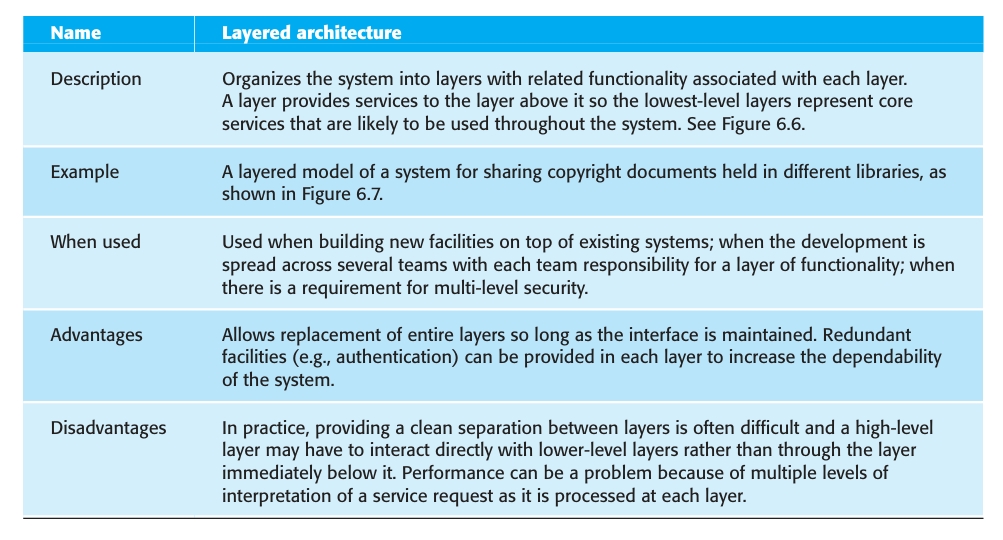 Name Layered architecture
Description Organizes the system into layers with related functionality associated with each layer.
A layer provides services to the layer above it so the lowest-level layers represent core
services that are likely to be used throughout the system. See Figure 6.6.
Example A layered model of a system for sharing copyright documents held in different libraries, as
shown in Figure 6.7.
When used Used when building new facilities on top of existing systems; when the development is
spread across several teams with each team responsibility for a layer of functionality; when
there is a requirement for multi-level security.
Advantages Allows replacement of entire layers so long as the interface is maintained. Redundant
facilities (e.g., authentication) can be provided in each layer to increase the dependability
of the system.
Disadvantages In practice, providing a clean separation between layers is often difficult and a high-level
layer may have to interact directly with lower-level layers rather than through the layer
immediately below it. Performance can be a problem because of multiple levels of
interpretation of a service request as it is processed at each layer.